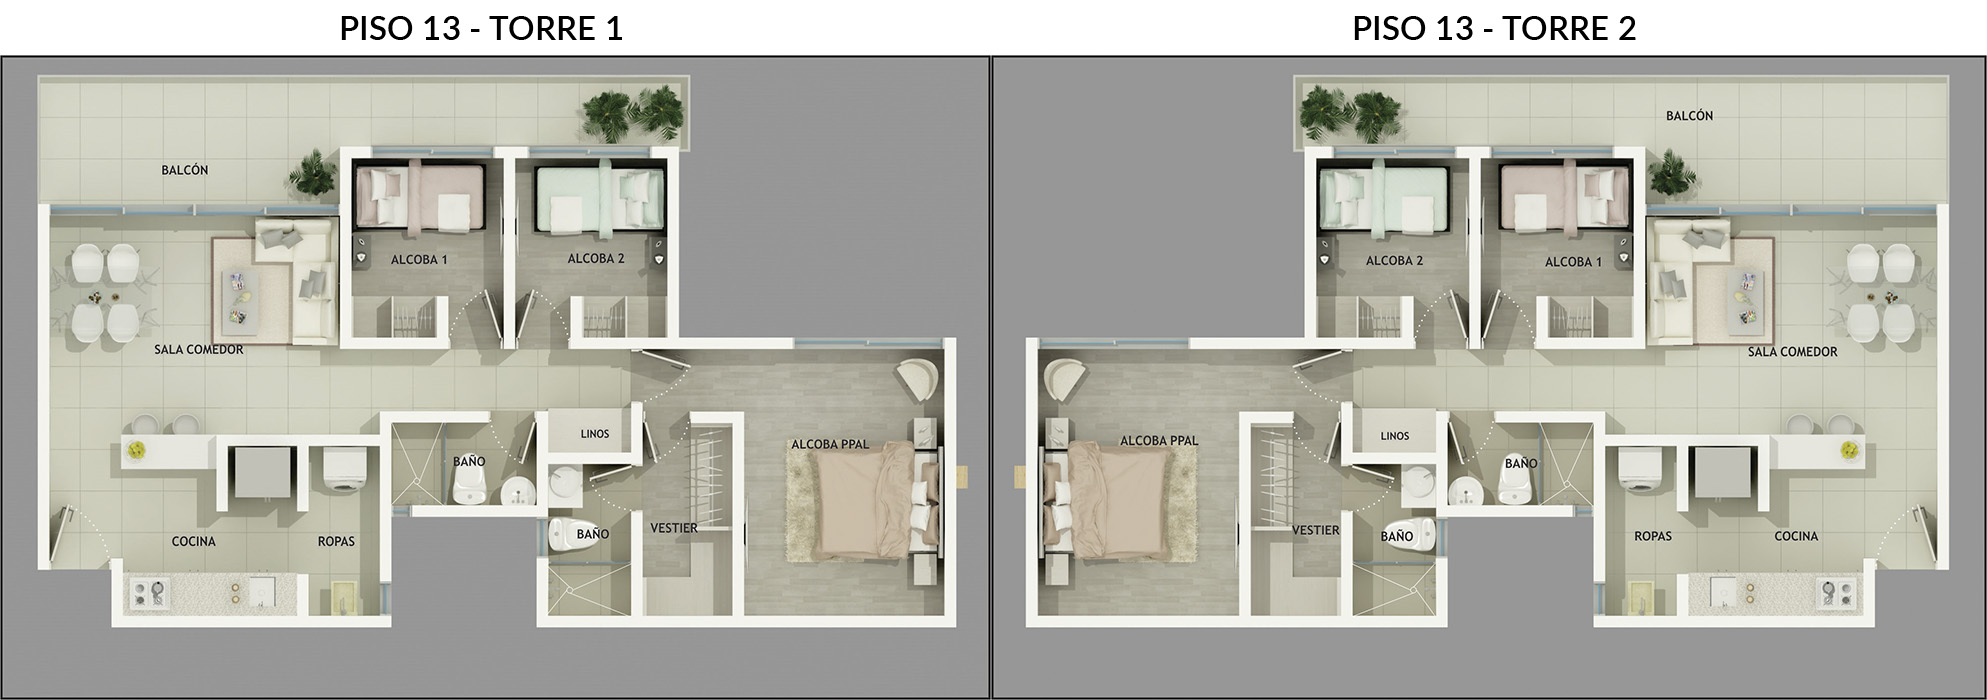 PISO 13 - TORRE 1
BALCÓN
ALCOBA 1
ALCOBA 2
SALA COMEDOR
LINOS
ALCOBA PPAL
BAÑO
VESTIER
BAÑO
COCINA
ROPAS
PISO 13 - TORRE 2
BALCÓN
ALCOBA 2
ALCOBA 1
SALA COMEDOR
ALCOBA PPAL
LINOS
BAÑO
VESTIER
BAÑO
ROPAS
COCINA